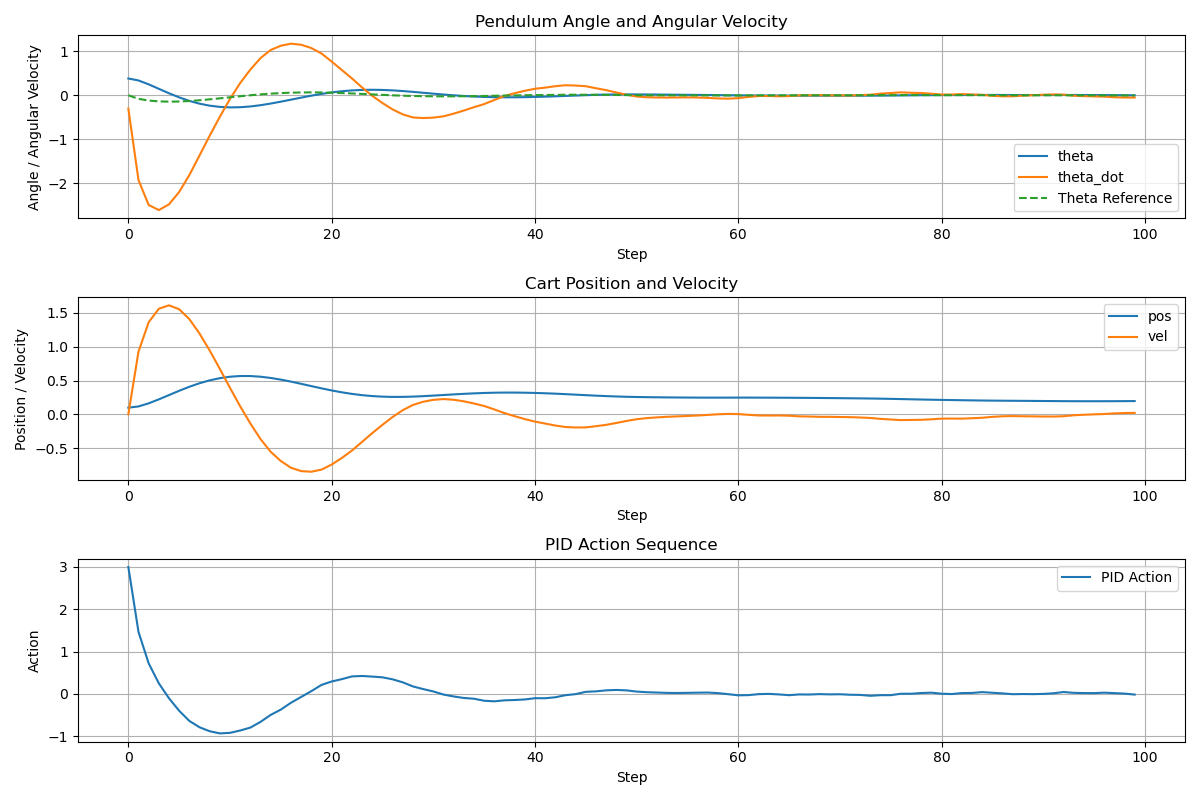 Pendulum Angle and Angular Velocity
Angle / Angular Velocity
1
0
−1
−2
theta
theta_dot
Theta Reference
0 20 40 60 80 100
Step
Cart Position and Velocity
Position / Velocity
1.5
1.0
0.5
0.0
−0.5
pos
vel
0 20 40 60 80 100
Step
PID Action Sequence
Action
3
2
1
0
−1
PID Action
0 20 40 60 80 100
Step